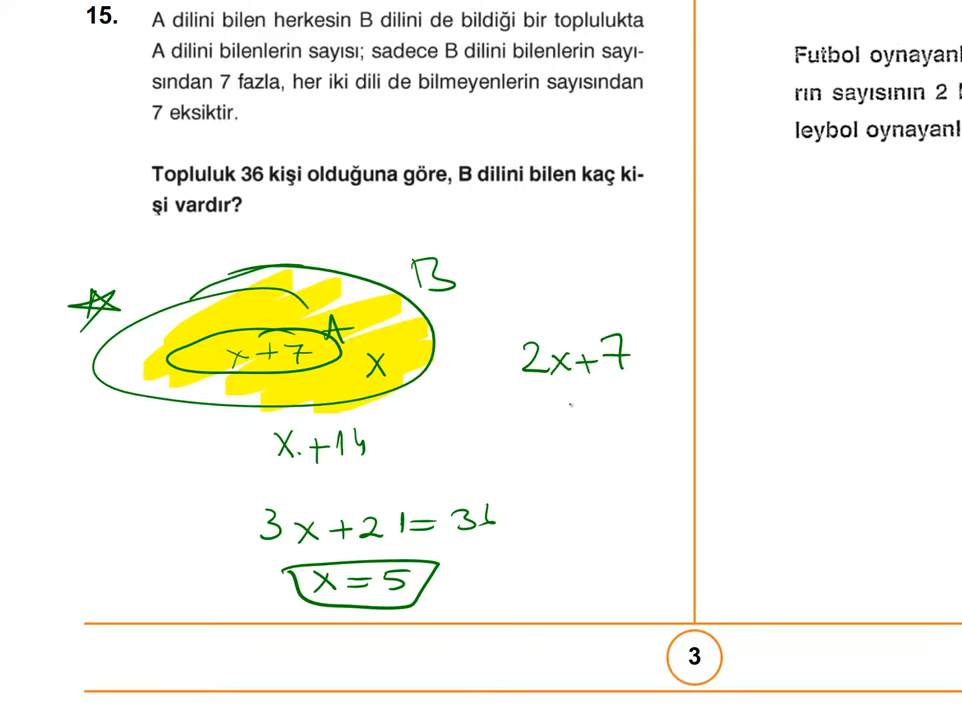 15.
A dilini bilen herkesin B dilini de bildiği bir toplulukta
A dilini bilenlerin sayısı; sadece B dilini bilenlerin sayı-
sından 7 fazla, her iki dili de bilmeyenlerin sayısından
7 eksiktir.
Topluluk 36 kişi olduğuna göre, B dilini bilen kaç ki-
şi vardır?
B
A
x+7
x
2x+7
x.+14
3x+21=36
x=5
3
Futbol oynayanl
rın sayısının 2
leybol oynayanl